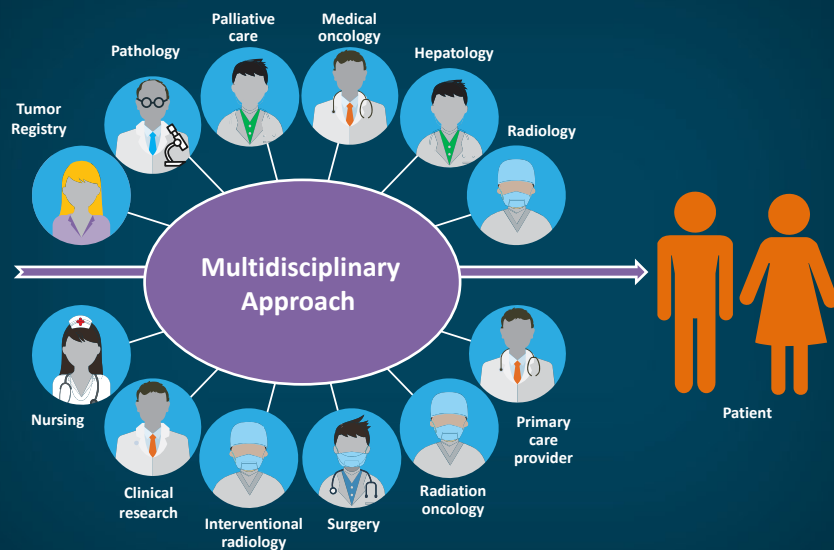 Palliative
care
Medical
oncology
Pathology
Hepatology
Tumor
Registry
Radiology
Multidisciplinary
Approach
Nursing
Clinical
research
Interventional
radiology
Surgery
Radiation
oncology
Primary
care
provider
Patient